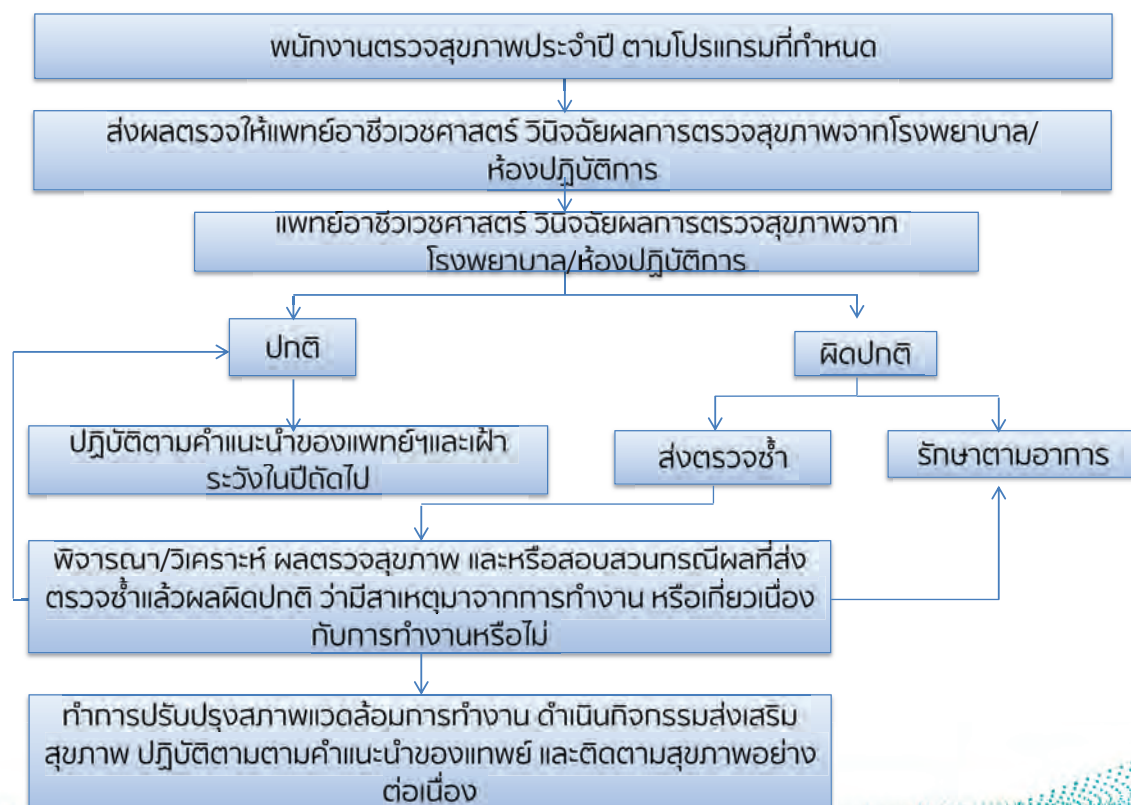 พนักงานตรวจสุขภาพประจำปี ตามโปรแกรมที่กำหนด
ส่งผลตรวจให้แพทย์อาชีวเวชศาสตร์ วินิจฉัยผลการตรวจสุขภาพจากโรงพยาบาล/
ห้องปฏิบัติการ
แพทย์อาชีวเวชศาสตร์ วินิจฉัยผลการตรวจสุขภาพจาก
โรงพยาบาล/ห้องปฏิบัติการ
ปกติ
ผิดปกติ
ปฏิบัติตามคำแนะนำของแพทย์ฯและเฝ้า
ระวังในปีถัดไป
ส่งตรวจซ้ำ
รักษาตามอาการ
พิจารณา/วิเคราะห์ ผลตรวจสุขภาพ และหรือสอบสวนกรณีผลที่ส่ง
ตรวจซ้ำแล้วผลผิดปกติ ว่ามีสาเหตุมาจากการทำงาน หรือเกี่ยวเนื่อง
กับการทำงานหรือไม่
ทำการปรับปรุงสภาพแวดล้อมการทำงาน ดำเนินกิจกรรมส่งเสริม
สุขภาพ ปฏิบัติตามตามคำแนะนำของแทพย์ และติดตามสุขภาพอย่าง
ต่อเนื่อง